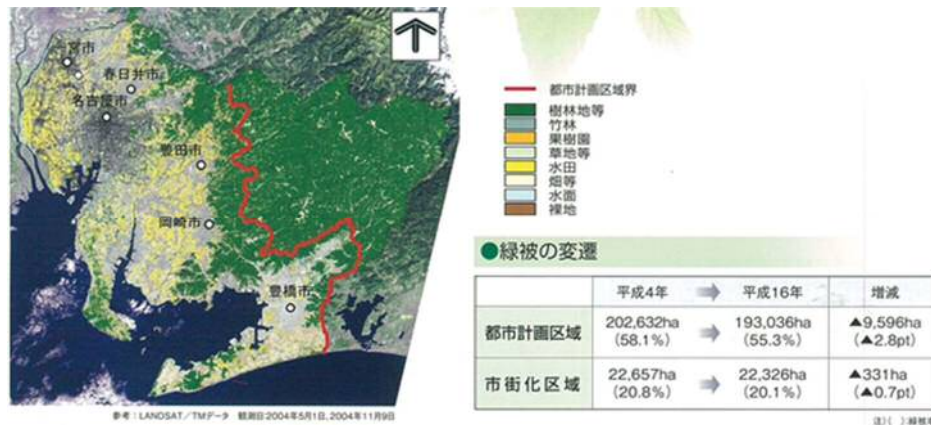 一宮市
春日井市
名古屋市
豊田市
岡崎市
豊橋市
参考：LANDSAT／TMデータ 観測日2004年5月1日, 2004年11月9日
都市計画区域界
樹林地等
竹林
果樹園
草地等
水田
畑等
水面
裸地
●緑被の変遷
平成4年 平成16年 増減
都市計画区域 202,632ha 193,036ha ▲9,596ha
(58.1%) (55.3%) (▲2.8pt)
市街化区域 22,657ha 22,326ha ▲331ha
(20.8%) (20.1%) (▲0.7pt)
注)( ):緑被